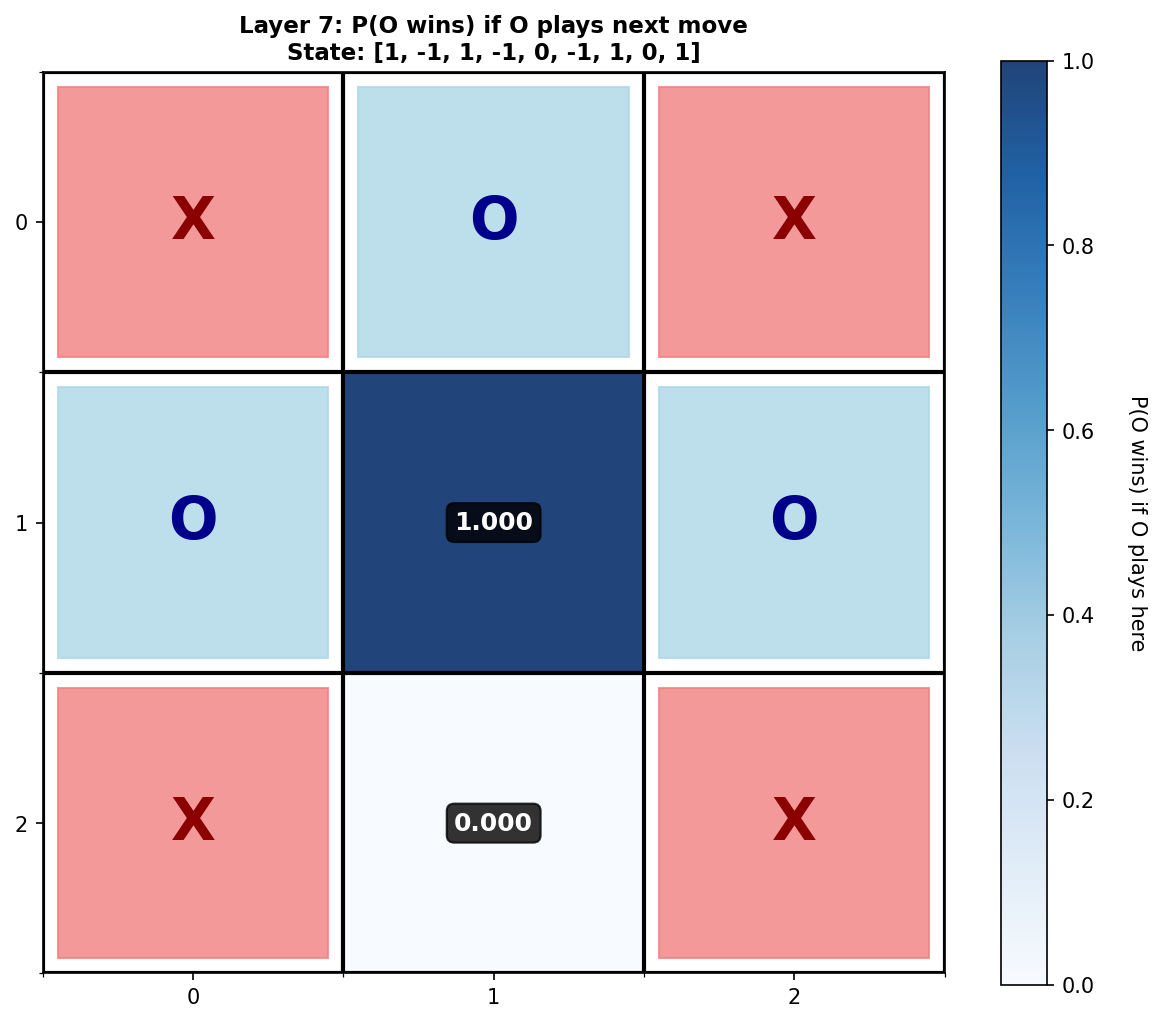 Layer 7: P(O wins) if O plays next move
State: [1, -1, 1, -1, 0, -1, 1, 0, 1]
X
O
X
O
1.000
O
X
0.000
X
0
1
2
0
1
2
1.0
0.8
0.6
0.4
0.2
0.0
P(O wins) if O plays here